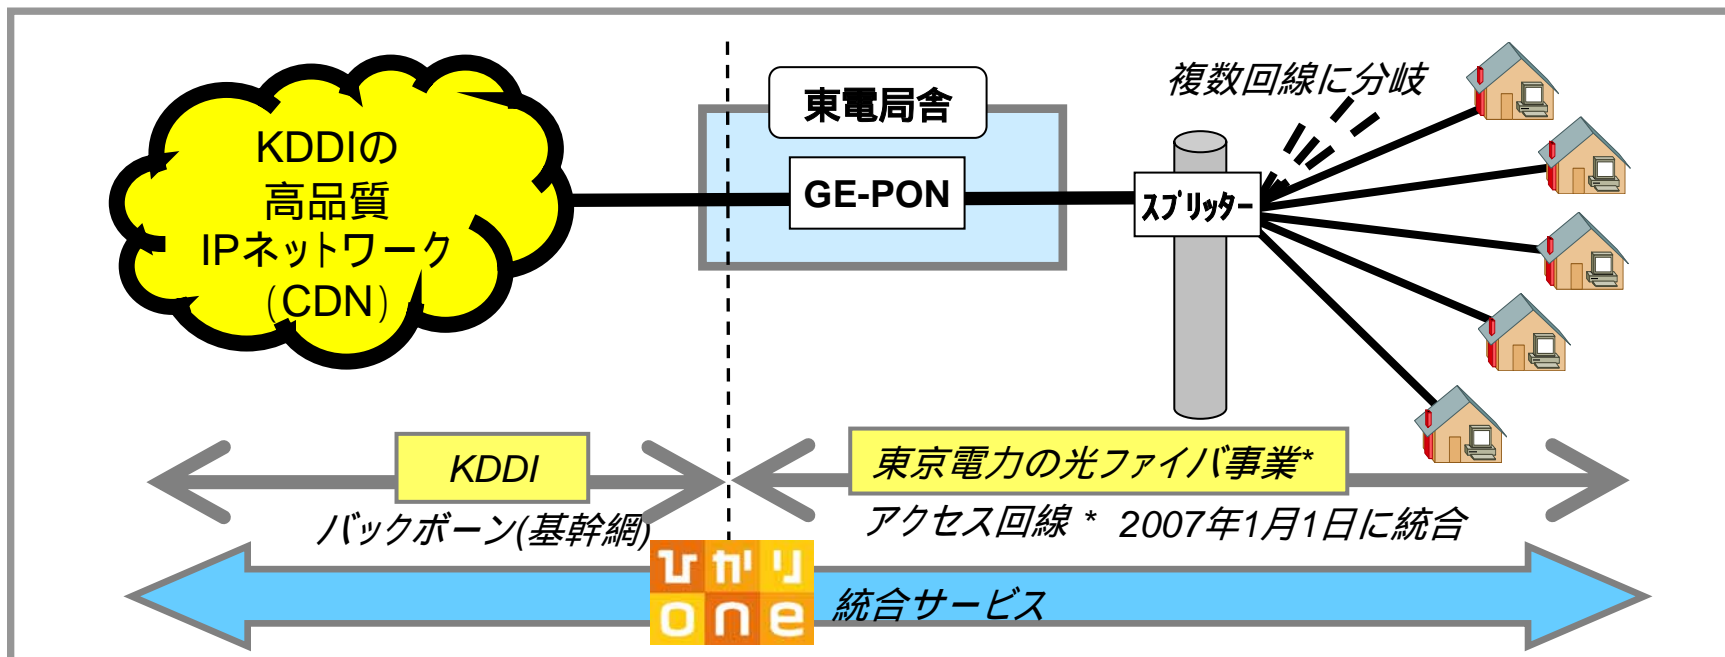 KDDIの
高品質
IPネットワーク
(CDN)
東電局舎
GE-PON
複数回線に分岐
スプリッター
KDDI
バックボーン(基幹網)
東京電力の光ファイバ事業*
アクセス回線 * 2007年1月1日に統合
ひかり
one
統合サービス